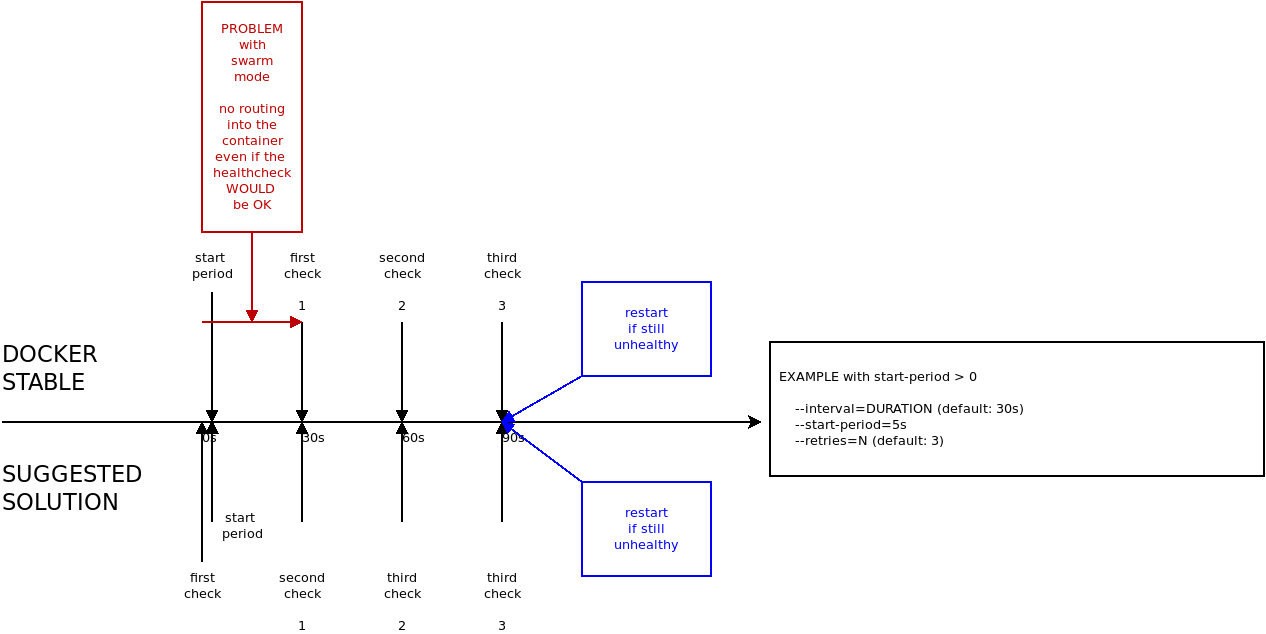 PROBLEM
with
swarm
mode
no routing
into the
container
even if the
healthcheck
WOULD
be OK
start
period
first
check
1
second
check
2
third
check
3
restart
if still
unhealthy
DOCKER
STABLE
EXAMPLE with start-period > 0
--interval=DURATION (default: 30s)
--start-period=5s
--retries=N (default: 3)
0s
30s
60s
90s
SUGGESTED
SOLUTION
start
period
restart
if still
unhealthy
first
check
second
check
1
third
check
2
third
check
3